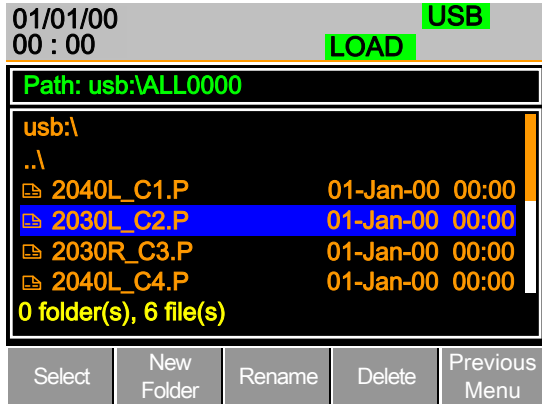 01/01/00 USB
00 : 00 LOAD
Path: usb:\ALL0000
usb:\
..\
2040L_C1.P 01-Jan-00 00:00
2030L_C2.P 01-Jan-00 00:00
2030R_C3.P 01-Jan-00 00:00
2040L_C4.P 01-Jan-00 00:00
0 folder(s), 6 file(s)
Select New Folder Rename Delete Previous Menu